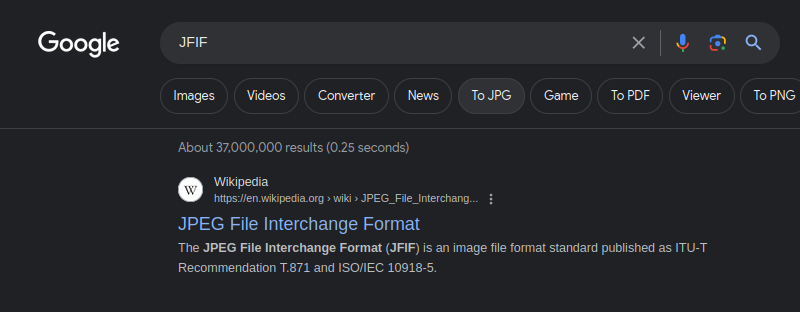 Google
JFIF
Images Videos Converter News To JPG Game To PDF Viewer To PNG
About 37,000,000 results (0.25 seconds)
W Wikipedia
https://en.wikipedia.org › wiki › JPEG_File_Interchang...
JPEG File Interchange Format
The JPEG File Interchange Format (JFIF) is an image file format standard published as ITU-T
Recommendation T.871 and ISO/IEC 10918-5.